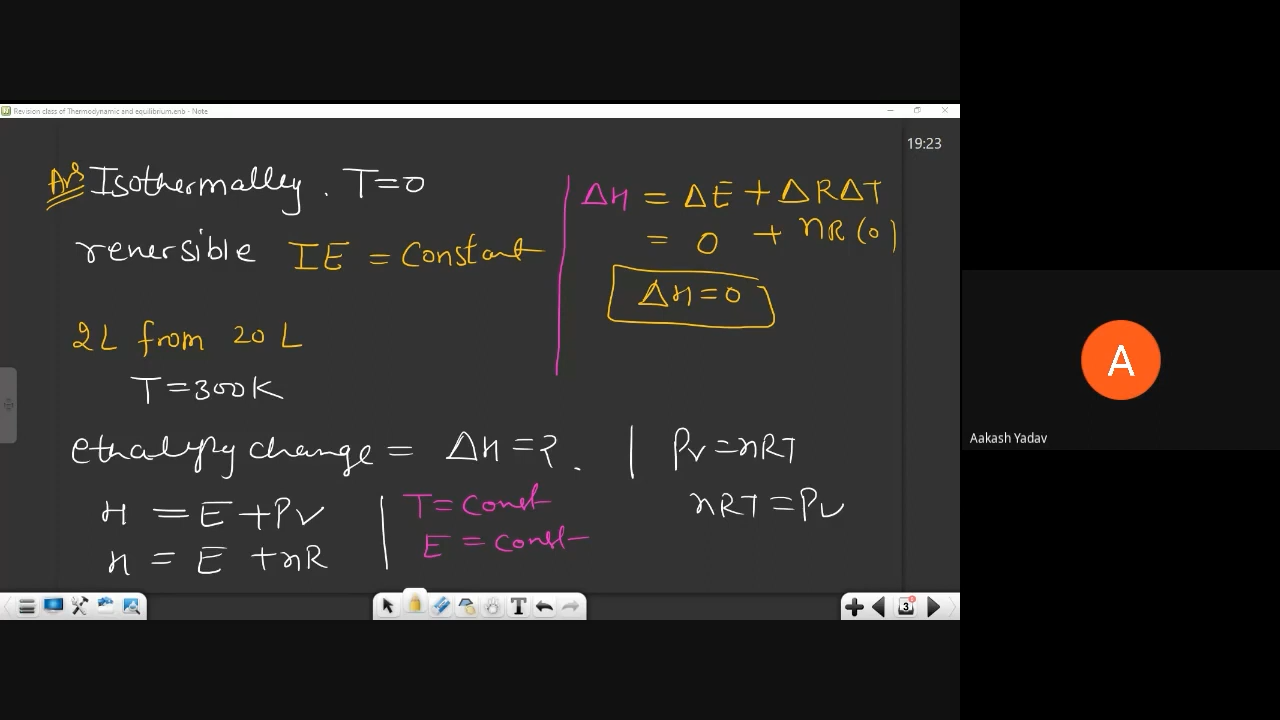 Revision class of Thermodynamic and equilibrium.enb - Note
19:23
Ans Isothermalley. T=0
renersible IE = Constant
2L from 20 L
T=300K
ΔH = ΔE + ΔRΔT
= 0 + nR(0)
ΔH=0
ethalpy change = ΔH=?.
H = E+PV
H = E +nR
T=Const
E = const
PV=nRT
nRT=PV
3
A
Aakash Yadav